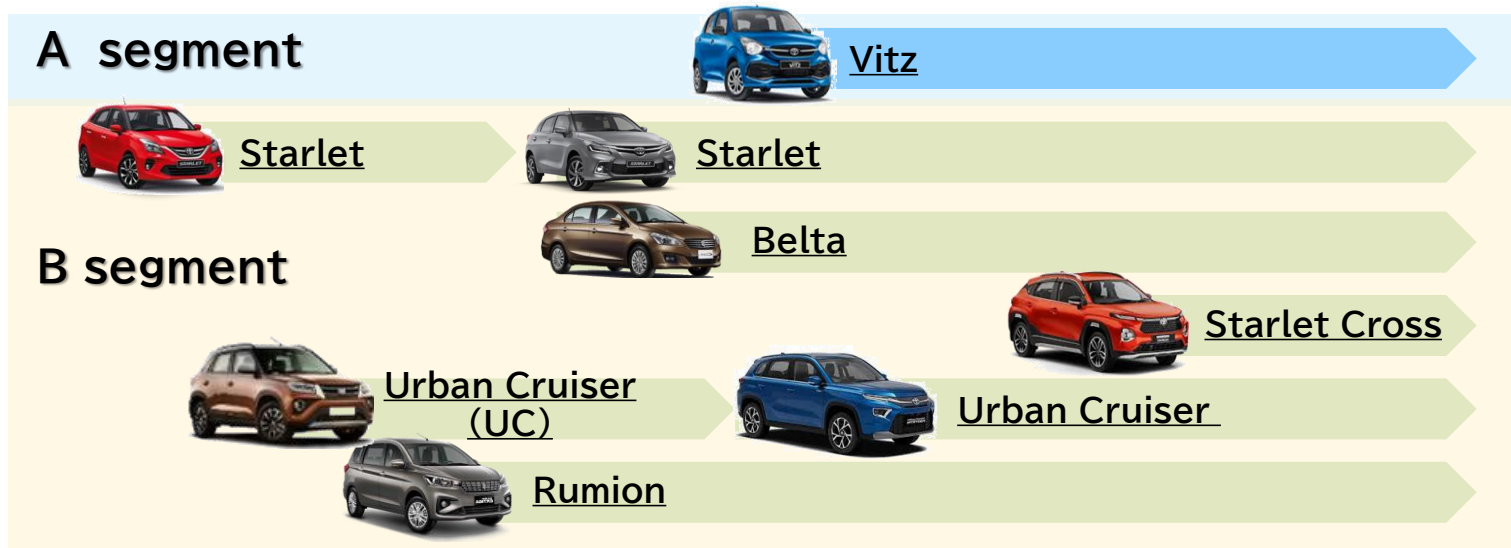 A segment
Vitz
Starlet
Starlet
Belta
B segment
Starlet Cross
Urban Cruiser
(UC)
Urban Cruiser
Rumion